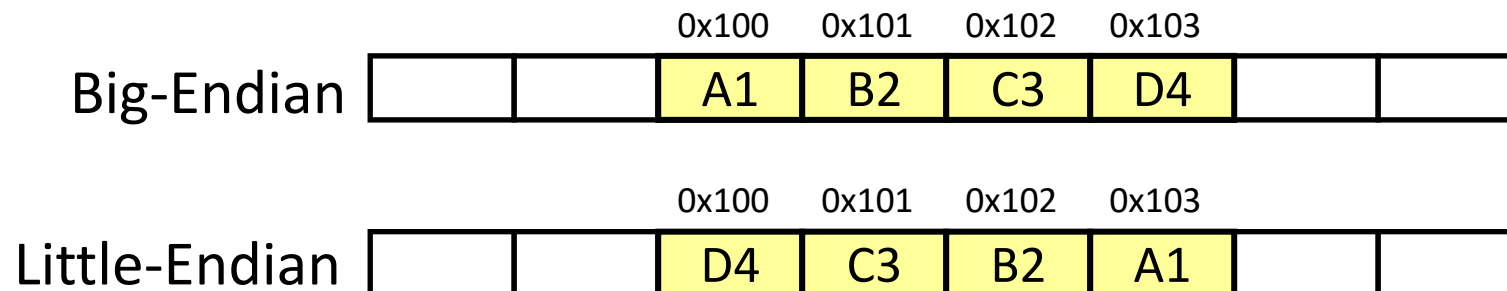 0x100 0x101 0x102 0x103
Big-Endian A1 B2 C3 D4
0x100 0x101 0x102 0x103
Little-Endian D4 C3 B2 A1